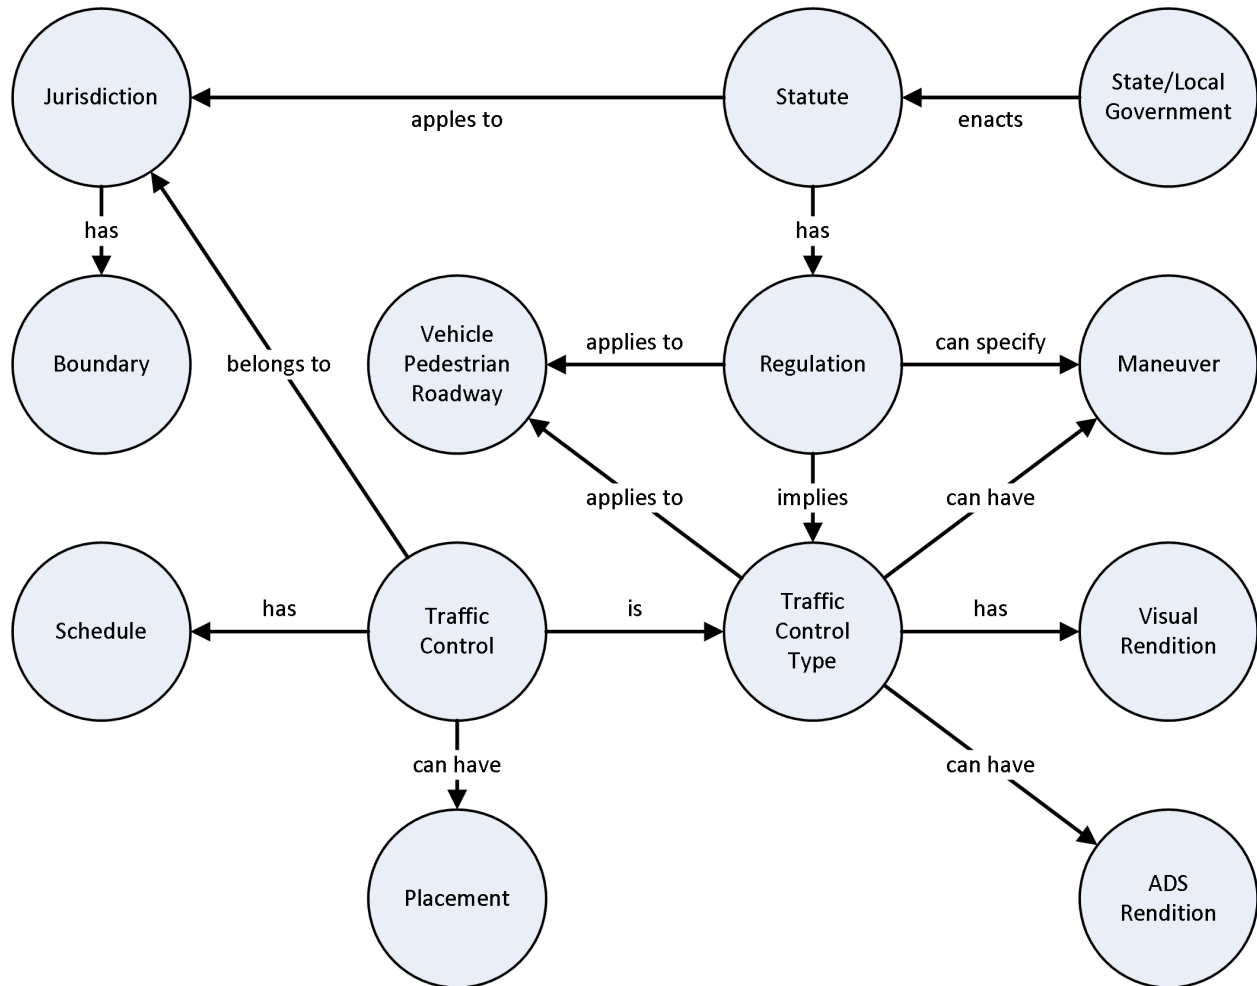 Jurisdiction
apples to
Statute
enacts
State/Local
Government
has
has
Boundary
belongs to
Vehicle
Pedestrian
Roadway
applies to
Regulation
can specify
Maneuver
applies to
implies
can have
Schedule
has
Traffic
Control
is
Traffic
Control
Type
has
Visual
Rendition
can have
can have
Placement
ADS
Rendition